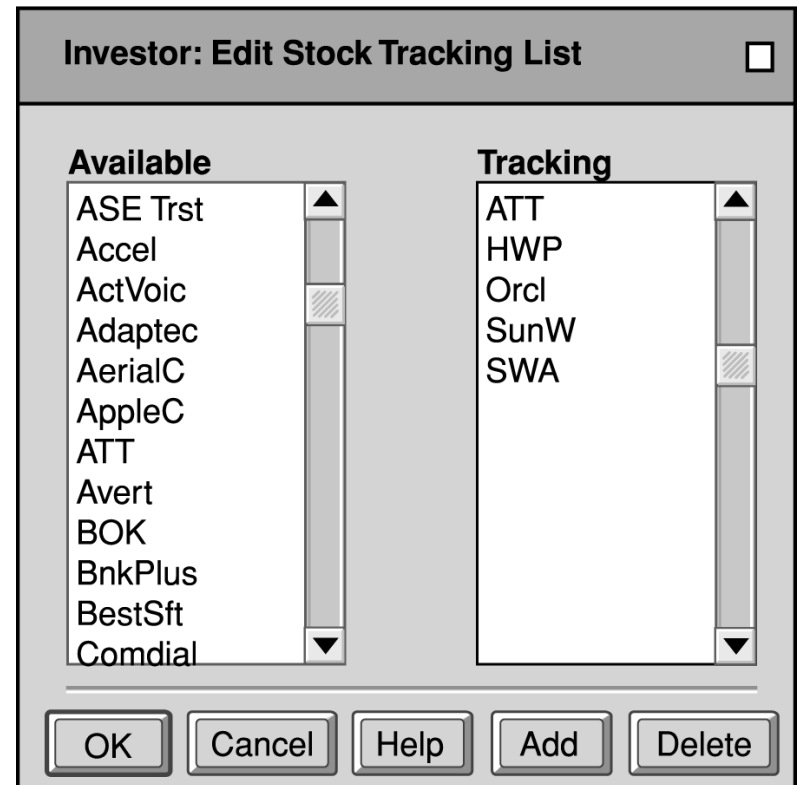 Investor: Edit Stock Tracking List
Available
ASE Trst
Accel
ActVoic
Adaptec
AerialC
AppleC
ATT
Avert
BOK
BnkPlus
BestSft
Comdial
Tracking
ATT
HWP
Orcl
SunW
SWA
OK Cancel Help Add Delete